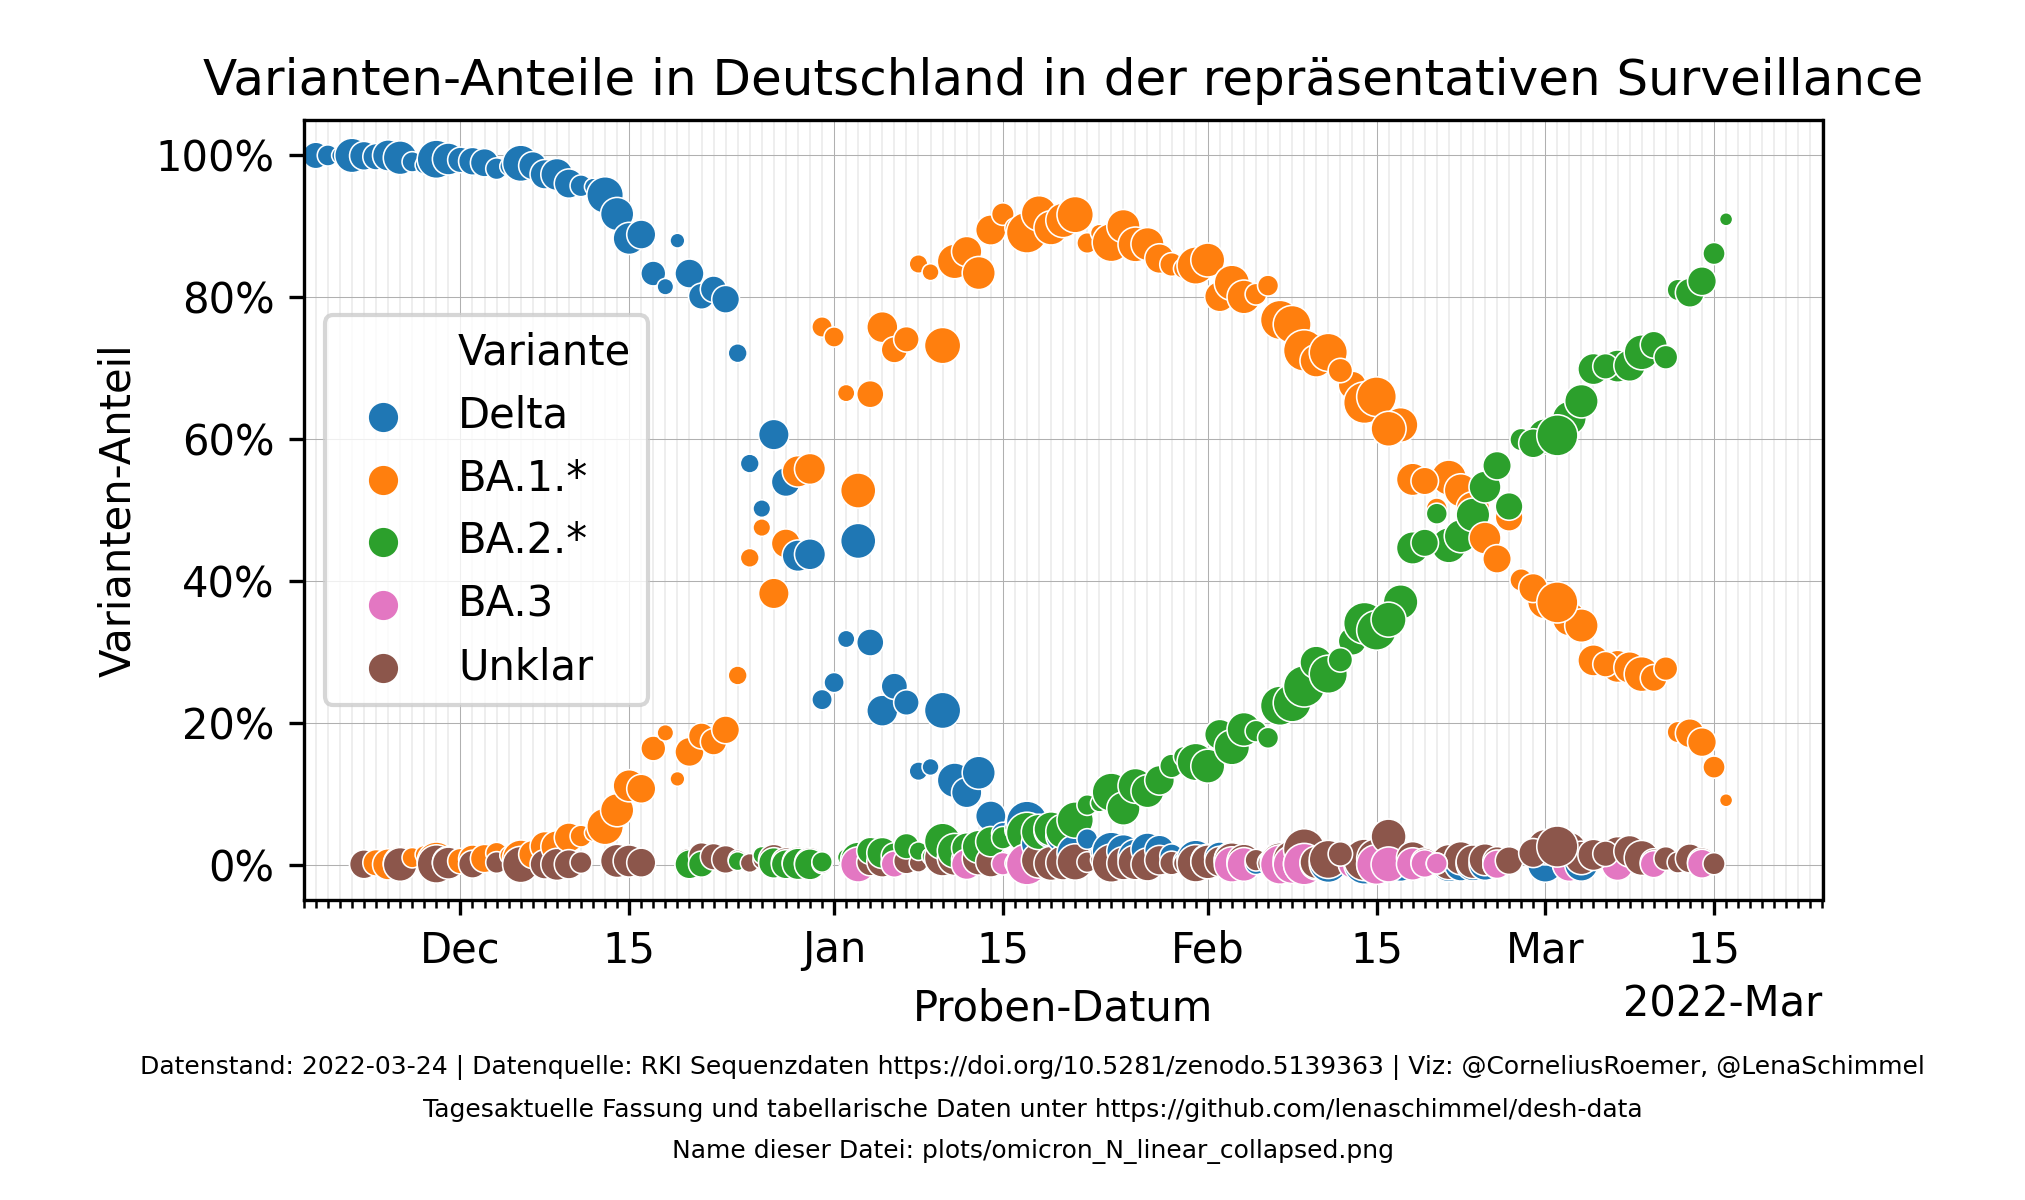 Varianten-Anteile in Deutschland in der repräsentativen Surveillance
100%
80%
60%
40%
20%
0%
Varianten-Anteil
Variante
Delta
BA.1.*
BA.2.*
BA.3
Unklar
Dec 15 Jan 15 Feb 15 Mar 15
Proben-Datum
2022-Mar
Datenstand: 2022-03-24 | Datenquelle: RKI Sequenzdaten https://doi.org/10.5281/zenodo.5139363 | Viz: @CorneliusRoemer, @LenaSchimmel
Tagesaktuelle Fassung und tabellarische Daten unter https://github.com/lenaschimmel/desh-data
Name dieser Datei: plots/omicron_N_linear_collapsed.png